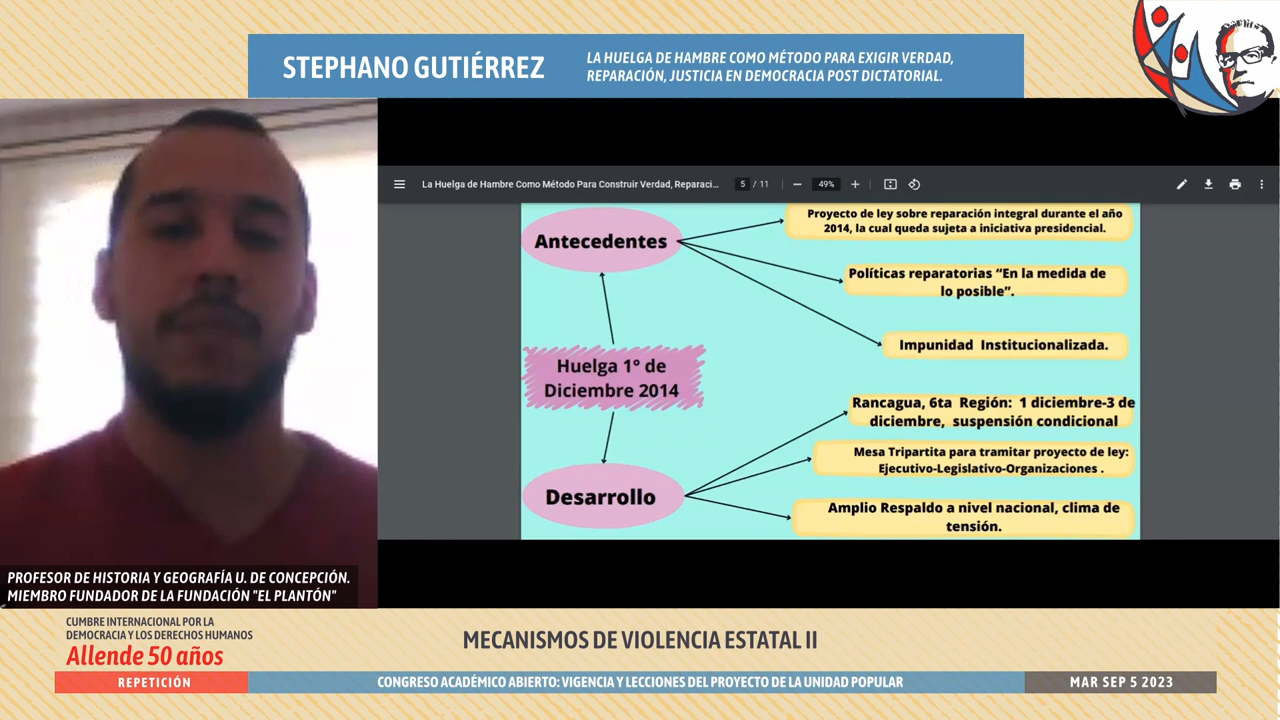 STEPHANO GUTIÉRREZ
LA HUELGA DE HAMBRE COMO MÉTODO PARA EXIGIR VERDAD,
REPARACIÓN, JUSTICIA EN DEMOCRACIA POST DICTATORIAL.
La Huelga de Hambre Como Método Para Construir Verdad, Reparaci...
5 / 11
49%
Antecedentes
Proyecto de ley sobre reparación integral durante el año
2014, la cual queda sujeta a iniciativa presidencial.
Políticas reparatorias “En la medida de
lo posible”.
Impunidad Institucionalizada.
Huelga 1° de
Diciembre 2014
Rancagua, 6ta Región: 1 diciembre-3 de
diciembre, suspensión condicional
Mesa Tripartita para tramitar proyecto de ley:
Ejecutivo-Legislativo-Organizaciones .
Desarrollo
Amplio Respaldo a nivel nacional, clima de
tensión.
PROFESOR DE HISTORIA Y GEOGRAFÍA U. DE CONCEPCIÓN.
MIEMBRO FUNDADOR DE LA FUNDACIÓN "EL PLANTÓN"
CUMBRE INTERNACIONAL POR LA
DEMOCRACIA Y LOS DERECHOS HUMANOS
Allende 50 años
MECANISMOS DE VIOLENCIA ESTATAL II
REPETICIÓN
CONGRESO ACADÉMICO ABIERTO: VIGENCIA Y LECCIONES DEL PROYECTO DE LA UNIDAD POPULAR
MAR SEP 5 2023